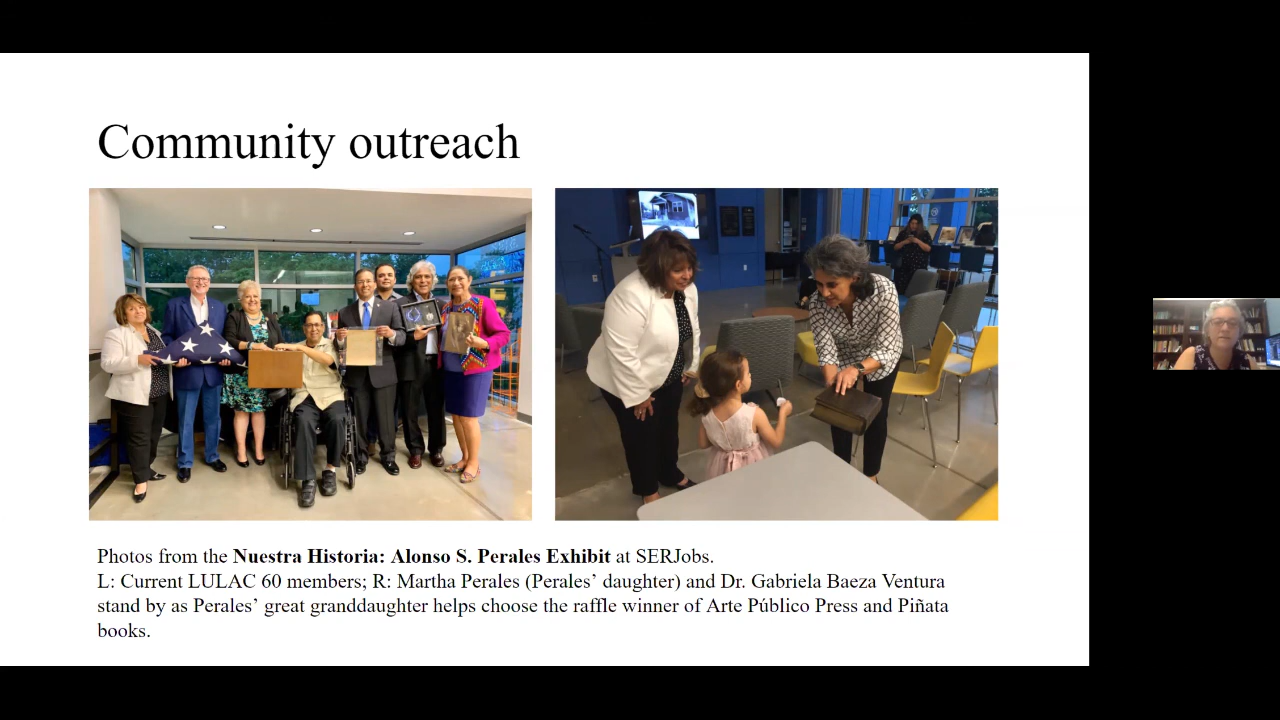 Community outreach
Photos from the Nuestra Historia: Alonso S. Perales Exhibit at SERJobs.
L: Current LULAC 60 members; R: Martha Perales (Perales’ daughter) and Dr. Gabriela Baeza Ventura
stand by as Perales’ great granddaughter helps choose the raffle winner of Arte Público Press and Piñata
books.